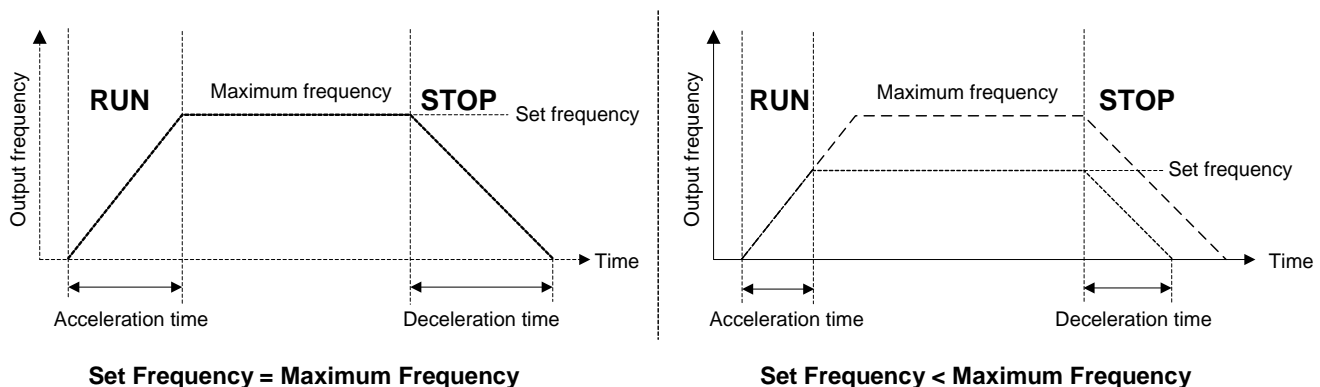 Output frequency
RUN
Maximum frequency
STOP
Set frequency
Time
Acceleration time
Deceleration time
Set Frequency = Maximum Frequency
Output frequency
RUN
Maximum frequency
STOP
Set frequency
Time
Acceleration time
Deceleration time
Set Frequency < Maximum Frequency